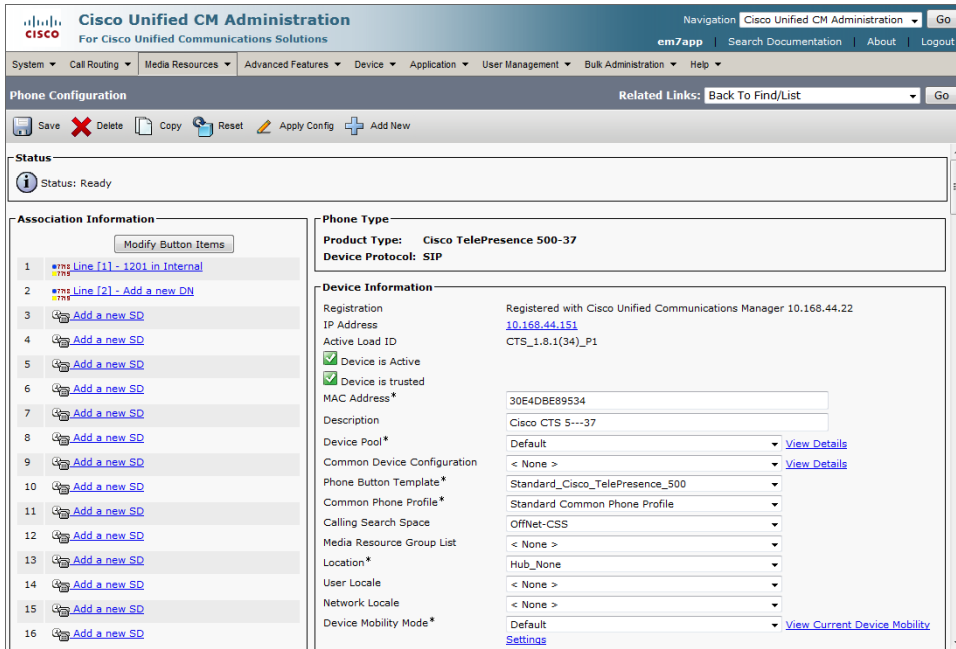 cisco
Cisco Unified CM Administration
For Cisco Unified Communications Solutions
Navigation Cisco Unified CM Administration Go
em7app | Search Documentation | About | Logout
System Call Routing Media Resources Advanced Features Device Application User Management Bulk Administration Help
Phone Configuration
Related Links: Back To Find/List Go
Save Delete Copy Reset Apply Config Add New
Status
Status: Ready
Association Information
Modify Button Items
1 Line [1] - 1201 in Internal
2 Line [2] - Add a new DN
3 Add a new SD
4 Add a new SD
5 Add a new SD
6 Add a new SD
7 Add a new SD
8 Add a new SD
9 Add a new SD
10 Add a new SD
11 Add a new SD
12 Add a new SD
13 Add a new SD
14 Add a new SD
15 Add a new SD
16 Add a new SD
Phone Type
Product Type: Cisco TelePresence 500-37
Device Protocol: SIP
Device Information
Registration Registered with Cisco Unified Communications Manager 10.168.44.22
IP Address 10.168.44.151
Active Load ID CTS_1.8.1(34)_P1
Device is Active
Device is trusted
MAC Address* 30E4DBE89534
Description Cisco CTS 5---37
Device Pool* Default View Details
Common Device Configuration < None > View Details
Phone Button Template* Standard_Cisco_TelePresence_500
Common Phone Profile* Standard Common Phone Profile
Calling Search Space OffNet-CSS
Media Resource Group List < None >
Location* Hub_None
User Locale < None >
Network Locale < None >
Device Mobility Mode* Default View Current Device Mobility
Settings